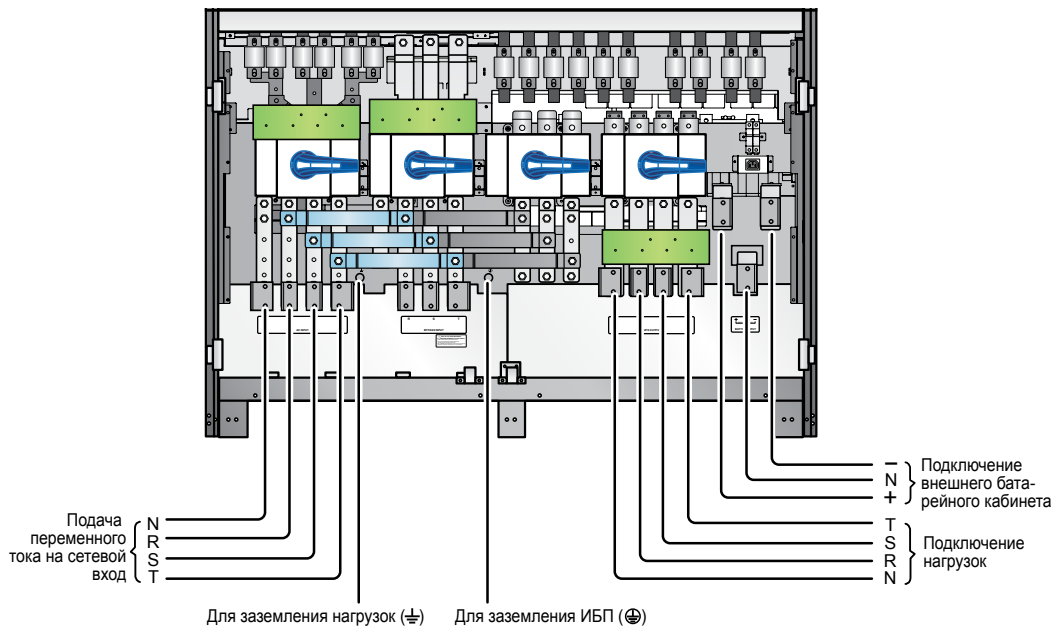 Подача
переменного
тока на сетевой
вход
N
R
S
T
Для заземления нагрузок (⏚)
Для заземления ИБП (⏚)
−
N
+
Подключение
внешнего бата-
рейного кабинета
T
S
R
N
Подключение
нагрузок